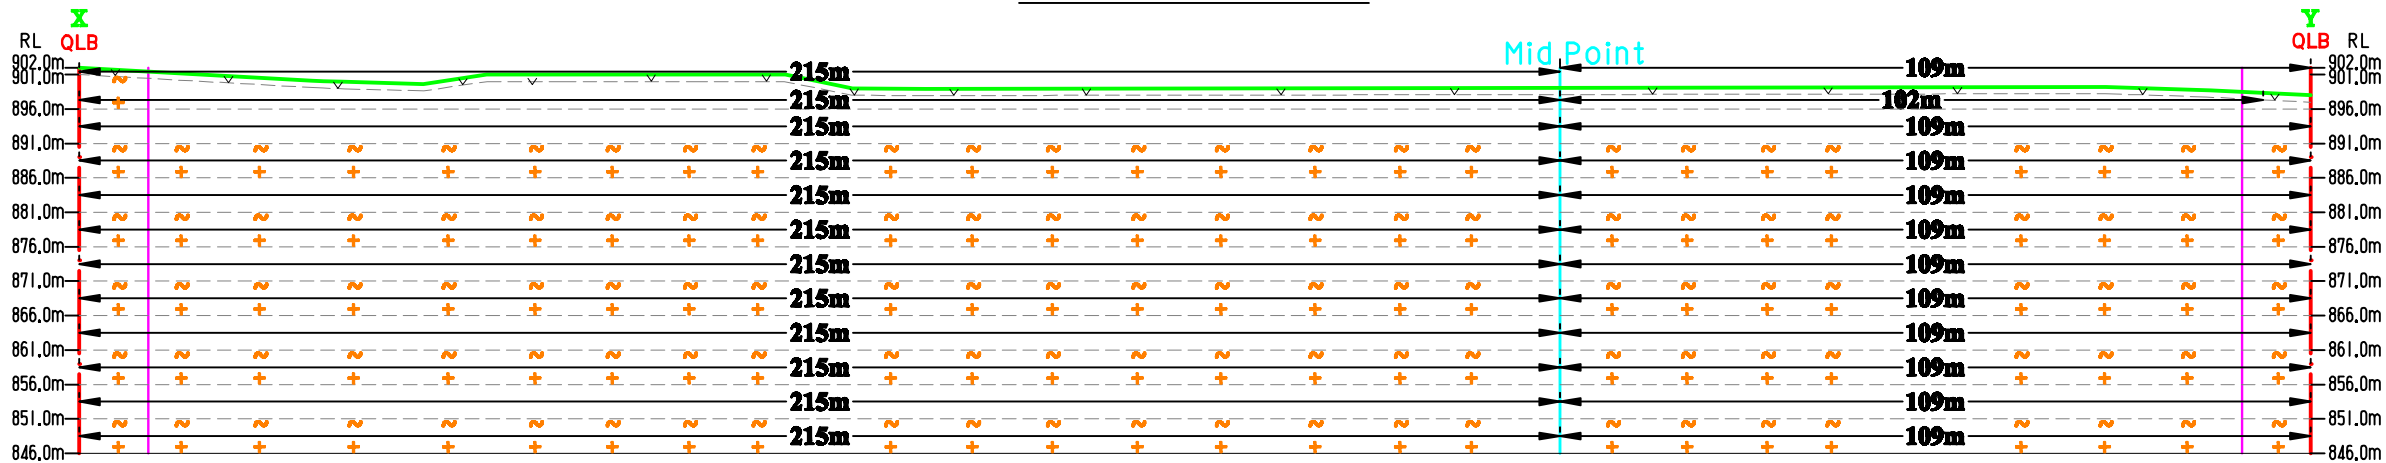 X Y
QLB QLB
RL RL
Mid Point
902.0m 215m 109m 902.0m
901.0m 901.0m
215m 102m
896.0m 896.0m
215m 109m
891.0m 891.0m
215m 109m
886.0m 886.0m
215m 109m
881.0m 881.0m
215m 109m
876.0m 876.0m
215m 109m
871.0m 871.0m
215m 109m
866.0m 866.0m
215m 109m
861.0m 861.0m
215m 109m
856.0m 856.0m
215m 109m
851.0m 851.0m
215m 109m
846.0m 846.0m